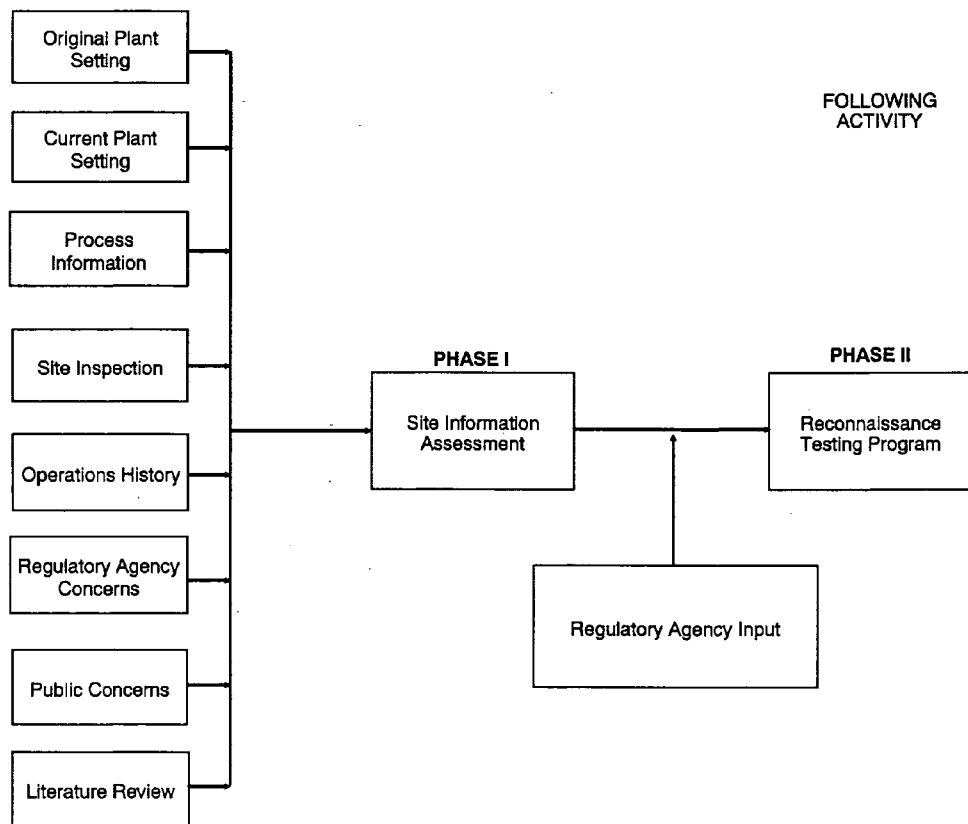 Original Plant
Setting
Current Plant
Setting
Process
Information
Site Inspection
Operations History
Regulatory Agency
Concerns
Public Concerns
Literature Review
PHASE I
Site Information
Assessment
Regulatory Agency Input
FOLLOWING
ACTIVITY
PHASE II
Reconnaissance
Testing Program